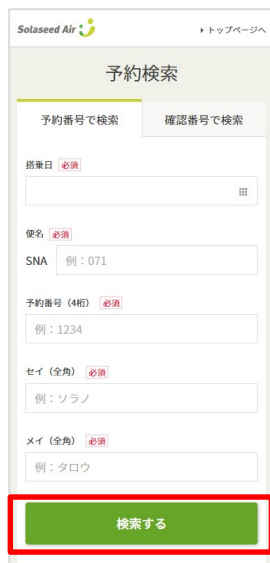 Solaseed Air
トップページへ
予約検索
予約番号で検索
確認番号で検索
搭乗日 必須
便名 必須
SNA 例：071
予約番号（4桁） 必須
例：1234
セイ（全角） 必須
例：ソラノ
メイ（全角） 必須
例：タロウ
検索する